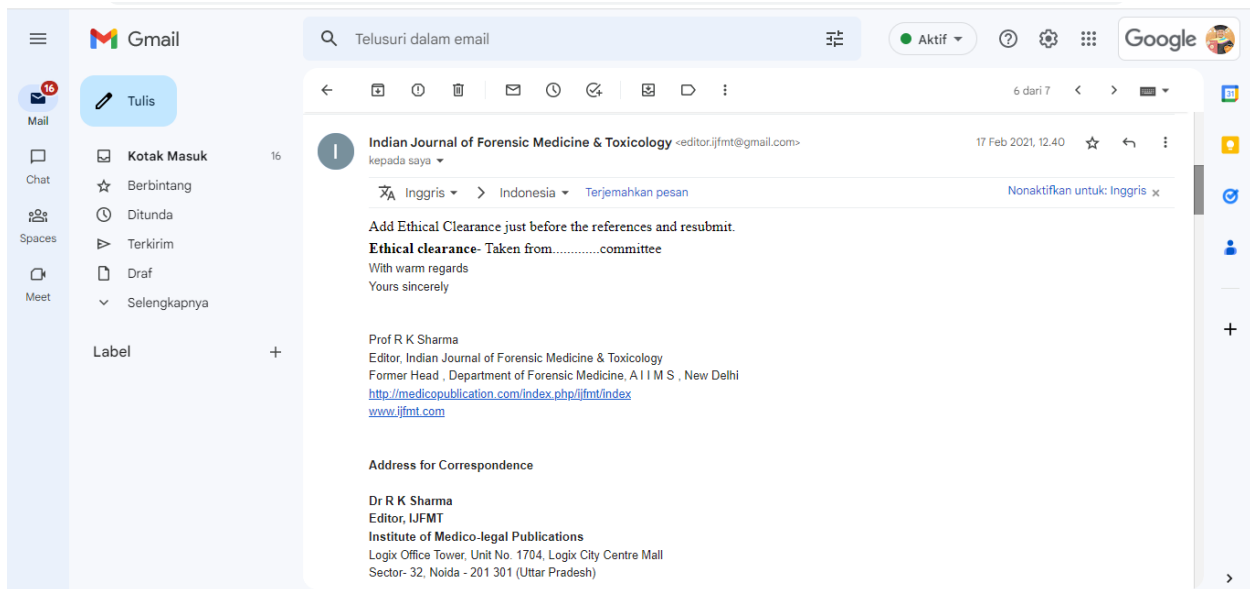 Gmail
Telusuri dalam email
Aktif
Google
16
Mail
Chat
Spaces
Meet
Tulis
Kotak Masuk 16
Berbintang
Ditunda
Terkirim
Draf
Selengkapnya
Label
6 dari 7
31
Indian Journal of Forensic Medicine & Toxicology <editor.ijfmt@gmail.com>
17 Feb 2021, 12.40
I
kepada saya
Inggris > Indonesia Terjemahkan pesan
Nonaktifkan untuk: Inggris x
Add Ethical Clearance just before the references and resubmit.
Ethical clearance- Taken from.............committee
With warm regards
Yours sincerely
Prof R K Sharma
Editor, Indian Journal of Forensic Medicine & Toxicology
Former Head , Department of Forensic Medicine, A I I M S , New Delhi
http://medicopublication.com/index.php/ijfmt/index
www.ijfmt.com
Address for Correspondence
Dr R K Sharma
Editor, IJFMT
Institute of Medico-legal Publications
Logix Office Tower, Unit No. 1704, Logix City Centre Mall
Sector- 32, Noida - 201 301 (Uttar Pradesh)